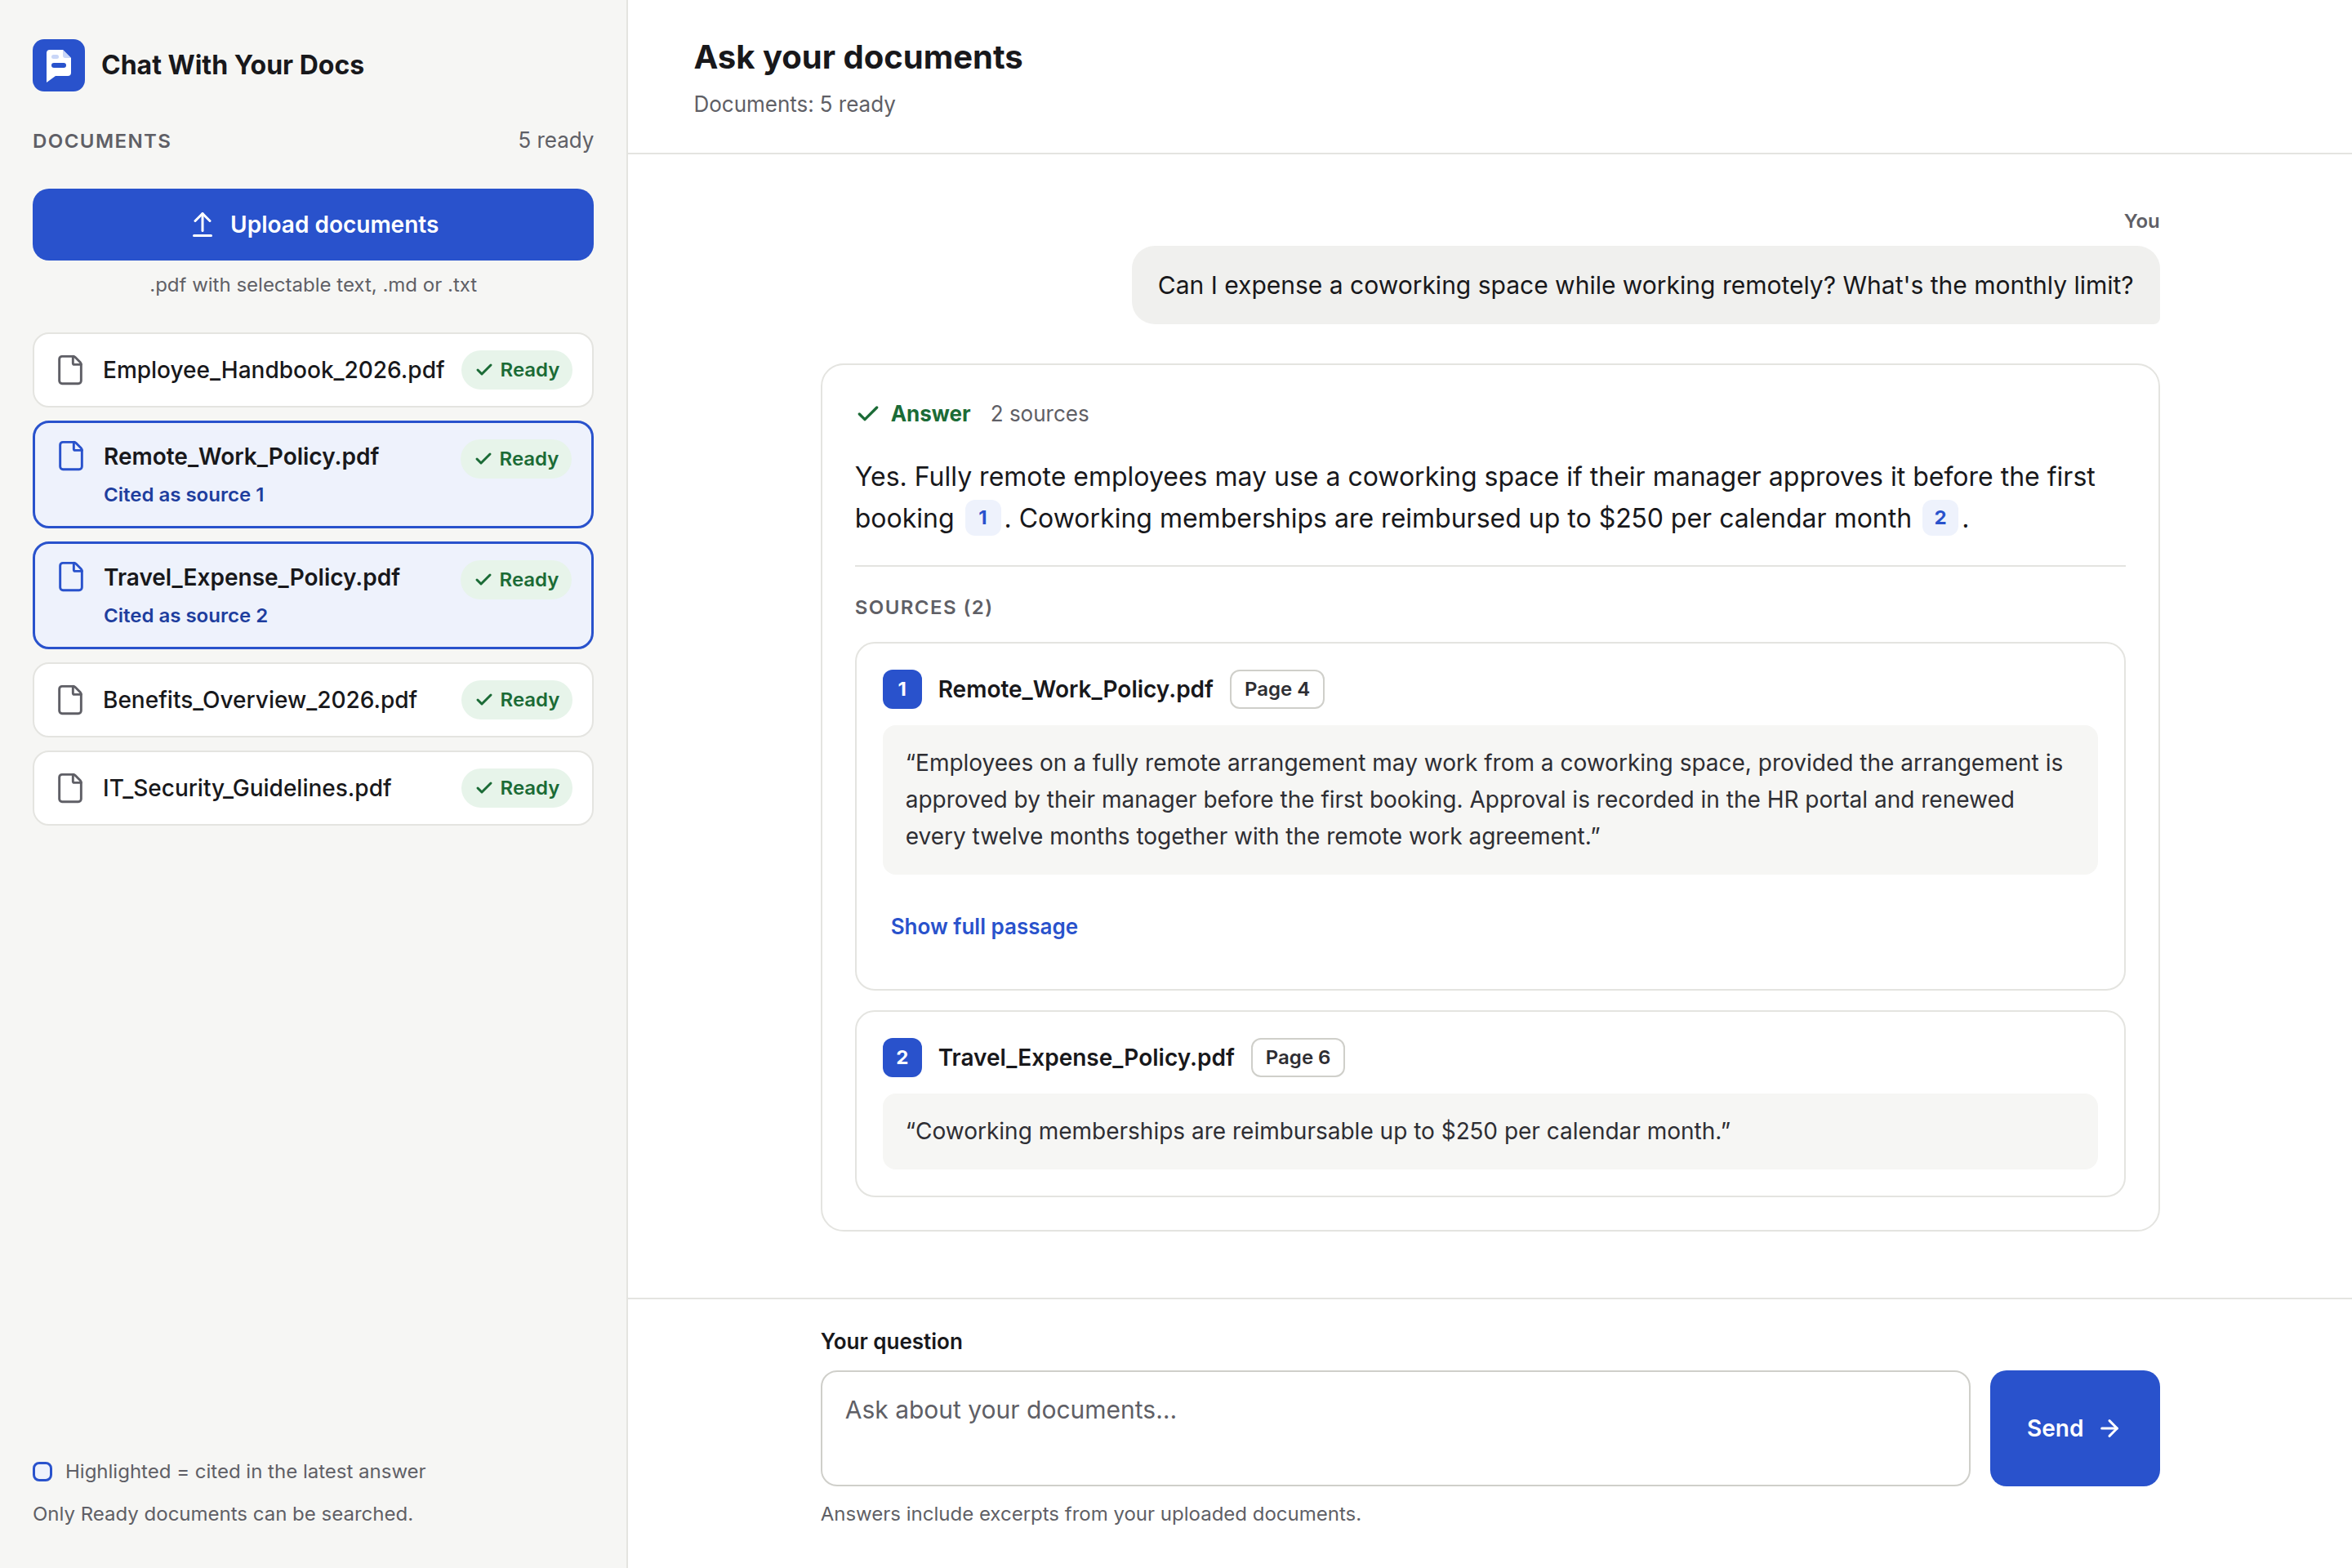 Chat With Your Docs
DOCUMENTS
5 ready
Upload documents
.pdf with selectable text, .md or .txt
Employee_Handbook_2026.pdf
Ready
Remote_Work_Policy.pdf
Ready
Cited as source 1
Travel_Expense_Policy.pdf
Ready
Cited as source 2
Benefits_Overview_2026.pdf
Ready
IT_Security_Guidelines.pdf
Ready
Highlighted = cited in the latest answer
Only Ready documents can be searched.
Ask your documents
Documents: 5 ready
You
Can I expense a coworking space while working remotely? What's the monthly limit?
Answer 2 sources
Yes. Fully remote employees may use a coworking space if their manager approves it before the first
booking 1. Coworking memberships are reimbursed up to $250 per calendar month 2.
SOURCES (2)
1 Remote_Work_Policy.pdf Page 4
“Employees on a fully remote arrangement may work from a coworking space, provided the arrangement is
approved by their manager before the first booking. Approval is recorded in the HR portal and renewed
every twelve months together with the remote work agreement.”
Show full passage
2 Travel_Expense_Policy.pdf Page 6
“Coworking memberships are reimbursable up to $250 per calendar month.”
Your question
Ask about your documents...
Send
Answers include excerpts from your uploaded documents.